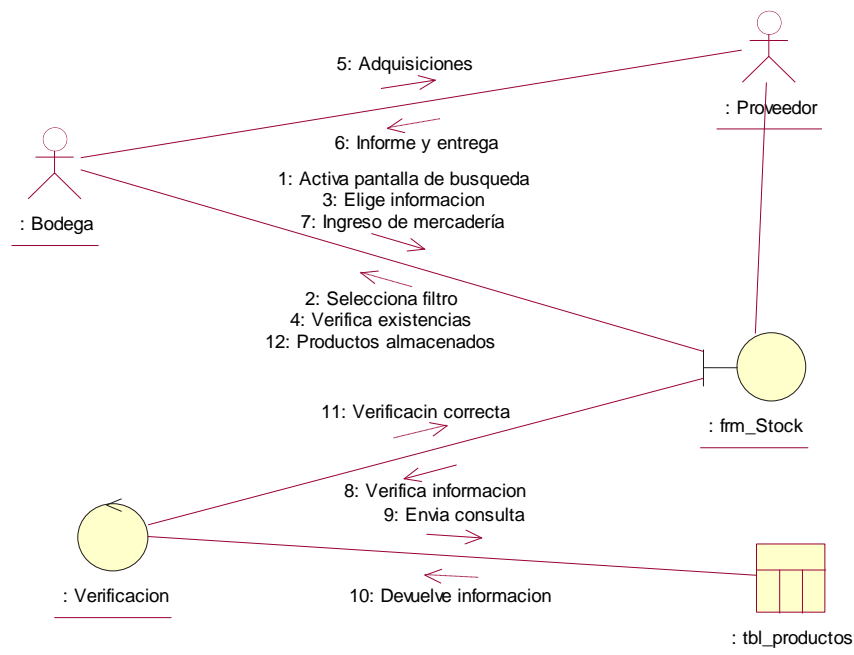 5: Adquisiciones
: Proveedor
6: Informe y entrega
1: Activa pantalla de busqueda
3: Elige informacion
7: Ingreso de mercadería
: Bodega
2: Selecciona filtro
4: Verifica existencias
12: Productos almacenados
11: Verificacin correcta
: frm_Stock
8: Verifica informacion
9: Envia consulta
: Verificacion
10: Devuelve informacion
: tbl_productos